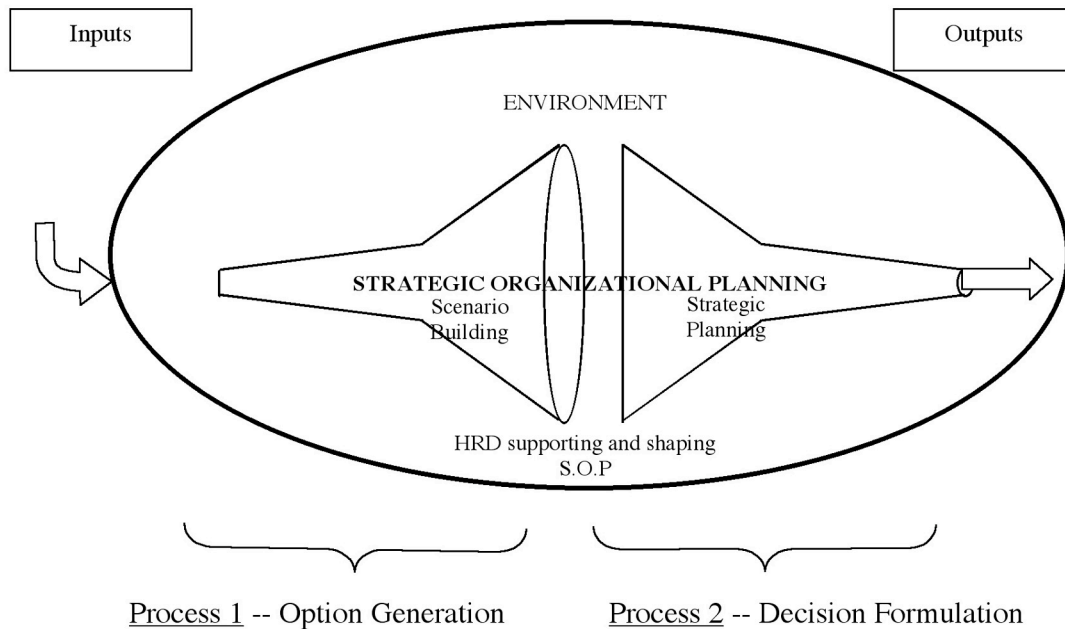 Inputs
Outputs
ENVIRONMENT
STRATEGIC ORGANIZATIONAL PLANNING
Scenario
Building
Strategic
Planning
HRD supporting and shaping
S.O.P
Process 1 -- Option Generation
Process 2 -- Decision Formulation